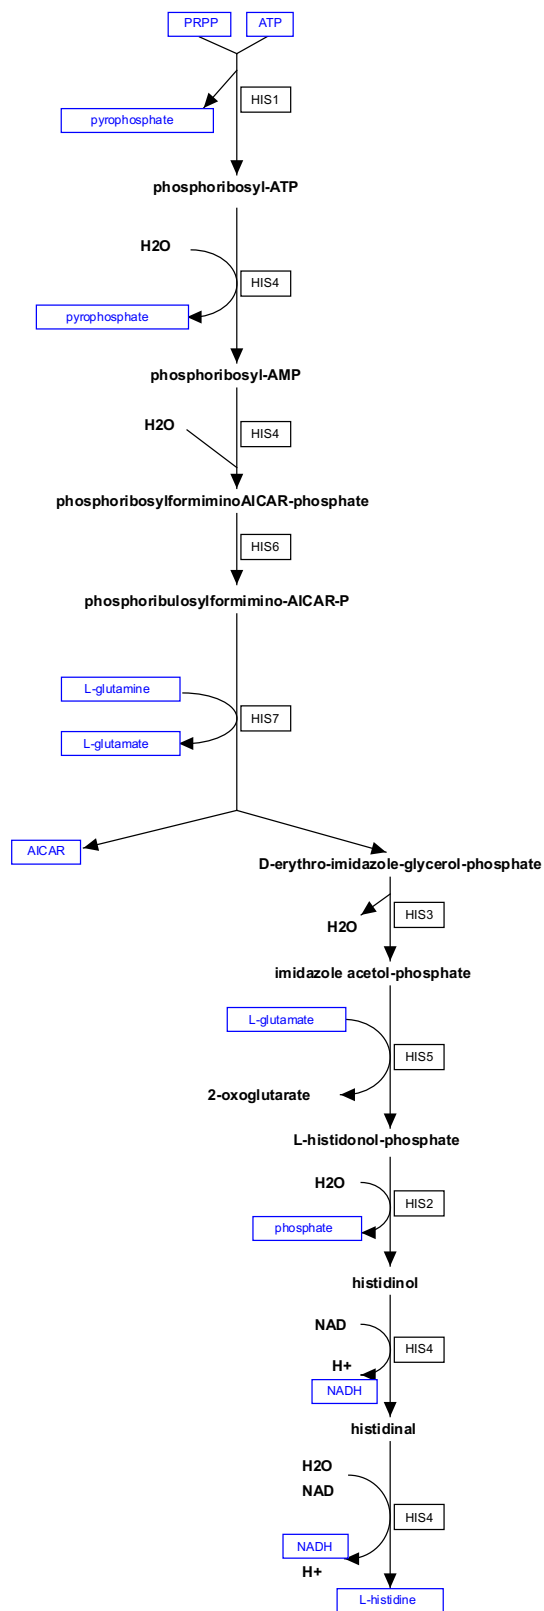 PRPP
ATP
HIS1
pyrophosphate
phosphoribosyl-ATP
H2O
HIS4
pyrophosphate
phosphoribosyl-AMP
H2O
HIS4
phosphoribosylformiminoAICAR-phosphate
HIS6
phosphoribulosylformimino-AICAR-P
L-glutamine
HIS7
L-glutamate
AICAR
D-erythro-imidazole-glycerol-phosphate
HIS3
H2O
imidazole acetol-phosphate
L-glutamate
HIS5
2-oxoglutarate
L-histidonol-phosphate
H2O
HIS2
phosphate
histidinol
NAD
HIS4
H+
NADH
histidinal
H2O
NAD
HIS4
NADH
H+
L-histidine